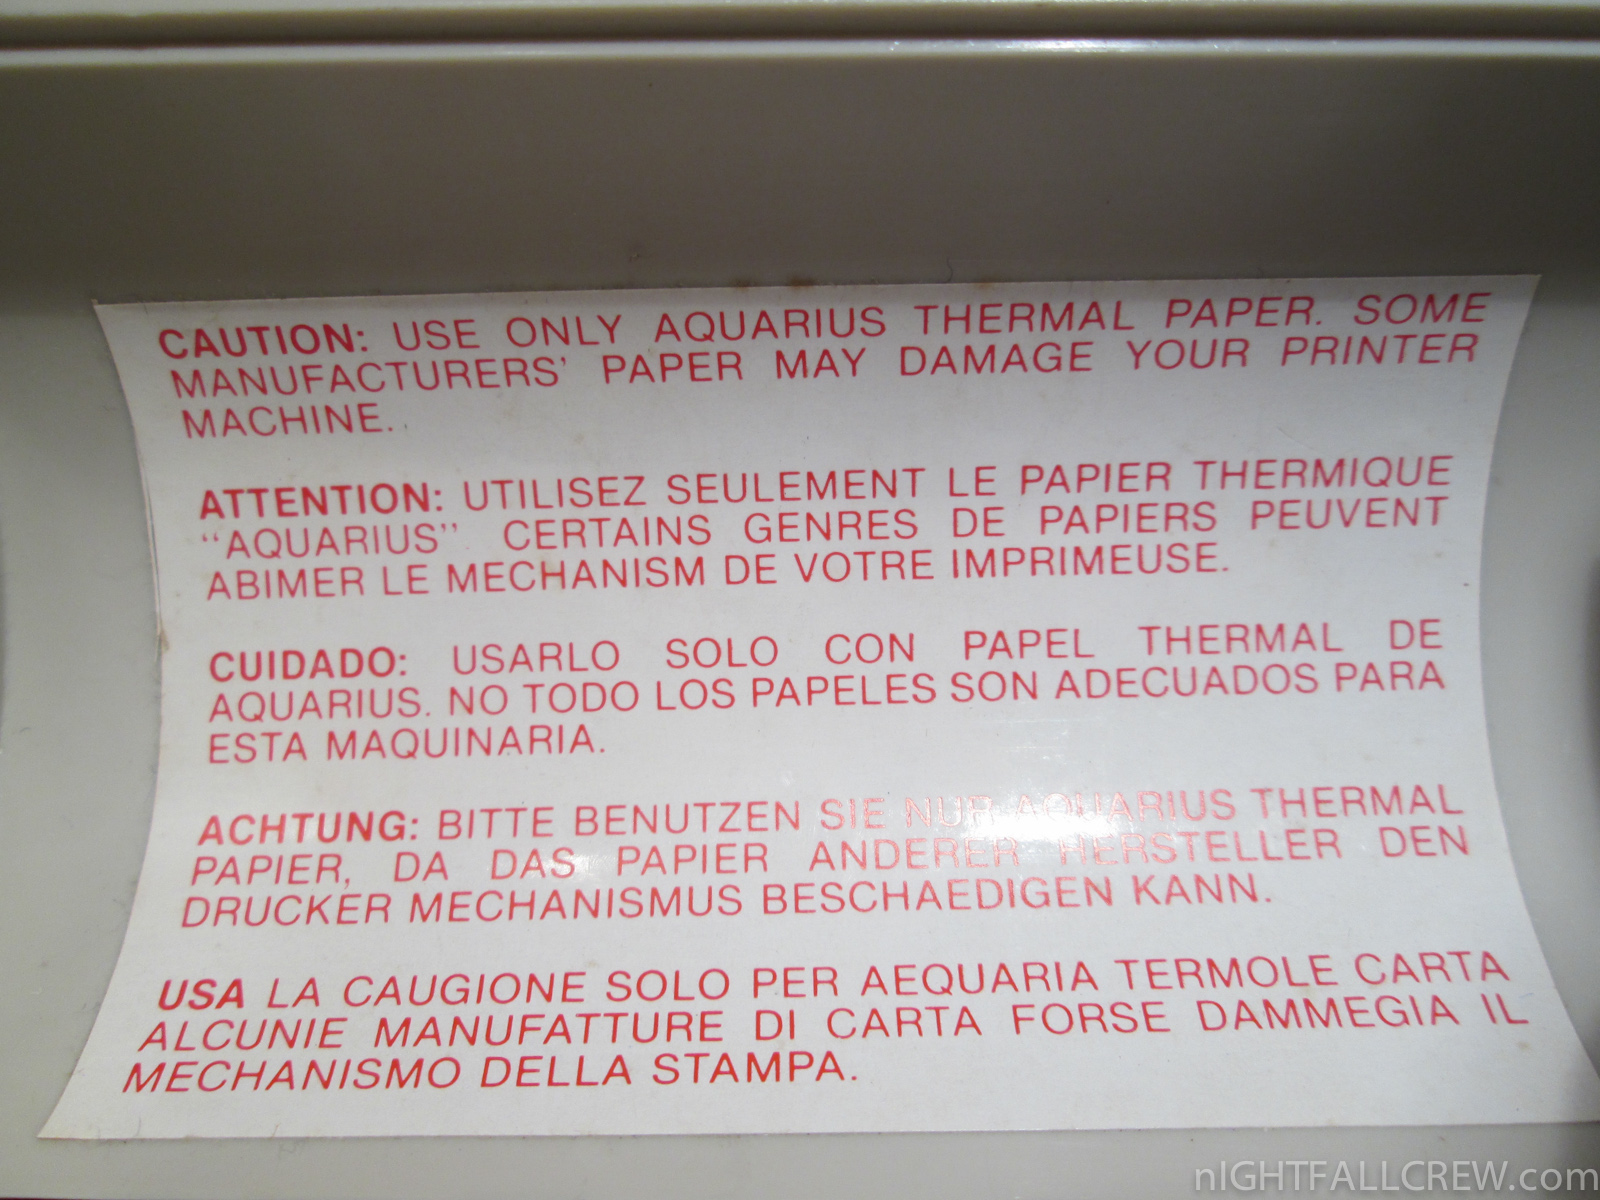 CAUTION: USE ONLY AQUARIUS THERMAL PAPER. SOME
MANUFACTURERS' PAPER MAY DAMAGE YOUR PRINTER
MACHINE.
ATTENTION: UTILISEZ SEULEMENT LE PAPIER THERMIQUE
"AQUARIUS" CERTAINS GENRES DE PAPIERS PEUVENT
ABIMER LE MECHANISM DE VOTRE IMPRIMEUSE.
CUIDADO: USARLO SOLO CON PAPEL THERMAL DE
AQUARIUS. NO TODO LOS PAPELES SON ADECUADOS PARA
ESTA MAQUINARIA.
ACHTUNG: BITTE BENUTZEN SIE NUR AQUARIUS THERMAL
PAPIER, DA DAS PAPIER ANDERER HERSTELLER DEN
DRUCKER MECHANISMUS BESCHAEDIGEN KANN.
USA LA CAUGIONE SOLO PER AEQUARIA TERMOLE CARTA
ALCUNIE MANUFATTURE DI CARTA FORSE DAMMEGIA IL
MECHANISMO DELLA STAMPA.
nIGHTFALLCREW.com